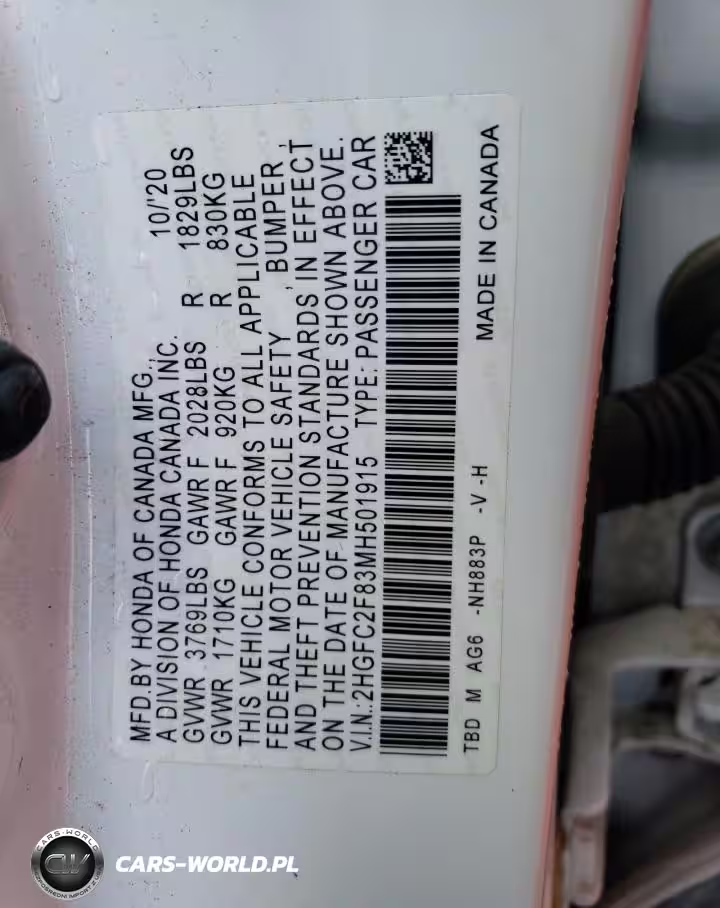 MFD. BY HONDA OF CANADA MFG., 10/'20
A DIVISION OF HONDA CANADA INC.
GVWR 3769LBS GAWR F 2028LBS R 1829LBS
GVWR 1710KG GAWR F 920KG R 830KG
THIS VEHICLE CONFORMS TO ALL APPLICABLE
FEDERAL MOTOR VEHICLE SAFETY , BUMPER ,
AND THEFT PREVENTION STANDARDS IN EFFECT
ON THE DATE OF MANUFACTURE SHOWN ABOVE.
V.I.N.:2HGFC2F83MH501915 TYPE: PASSENGER CAR
TBD M AG6 -NH883P -V -H MADE IN CANADA
CARS-WORLD
CW
CARS-WORLD.PL